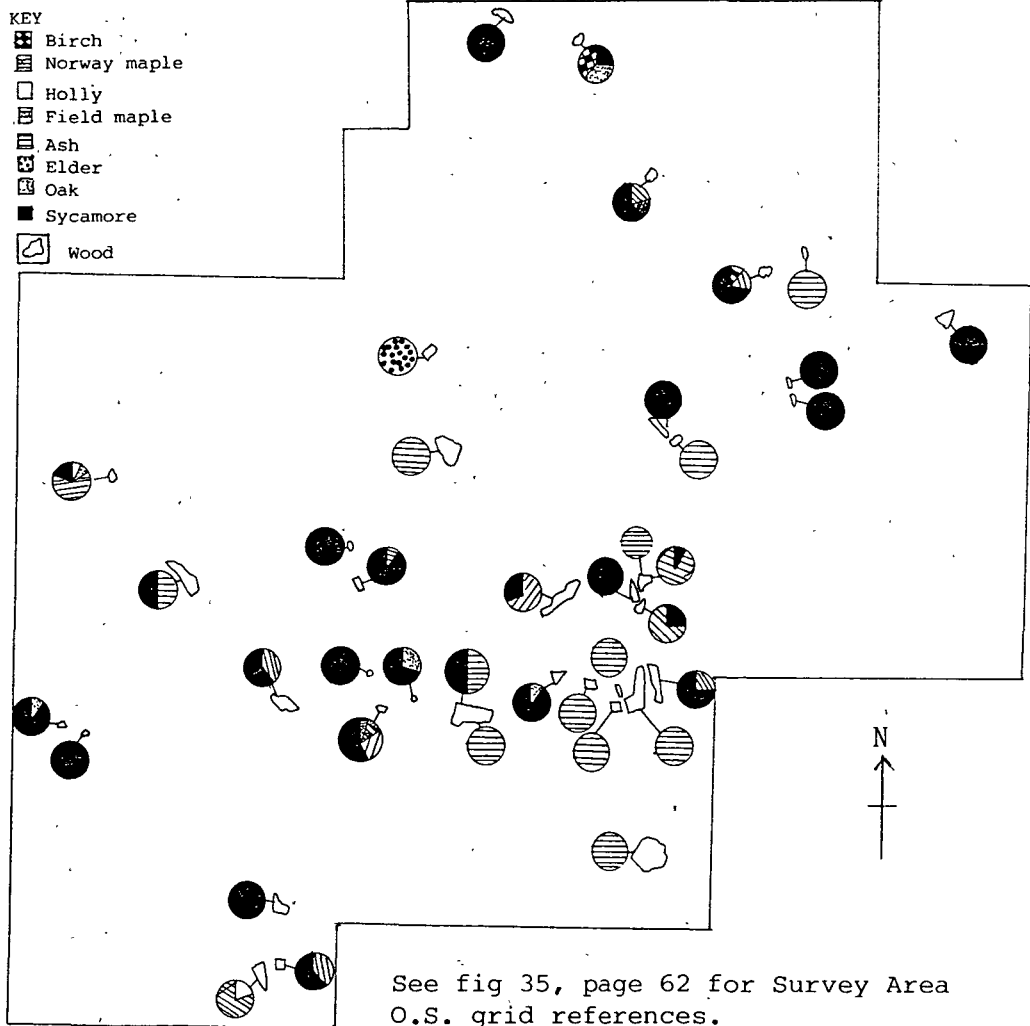 KEY
Birch
Norway maple
Holly
Field maple
Ash
Elder
Oak
Sycamore
Wood
N
See fig 35, page 62 for Survey Area
O.S. grid references.